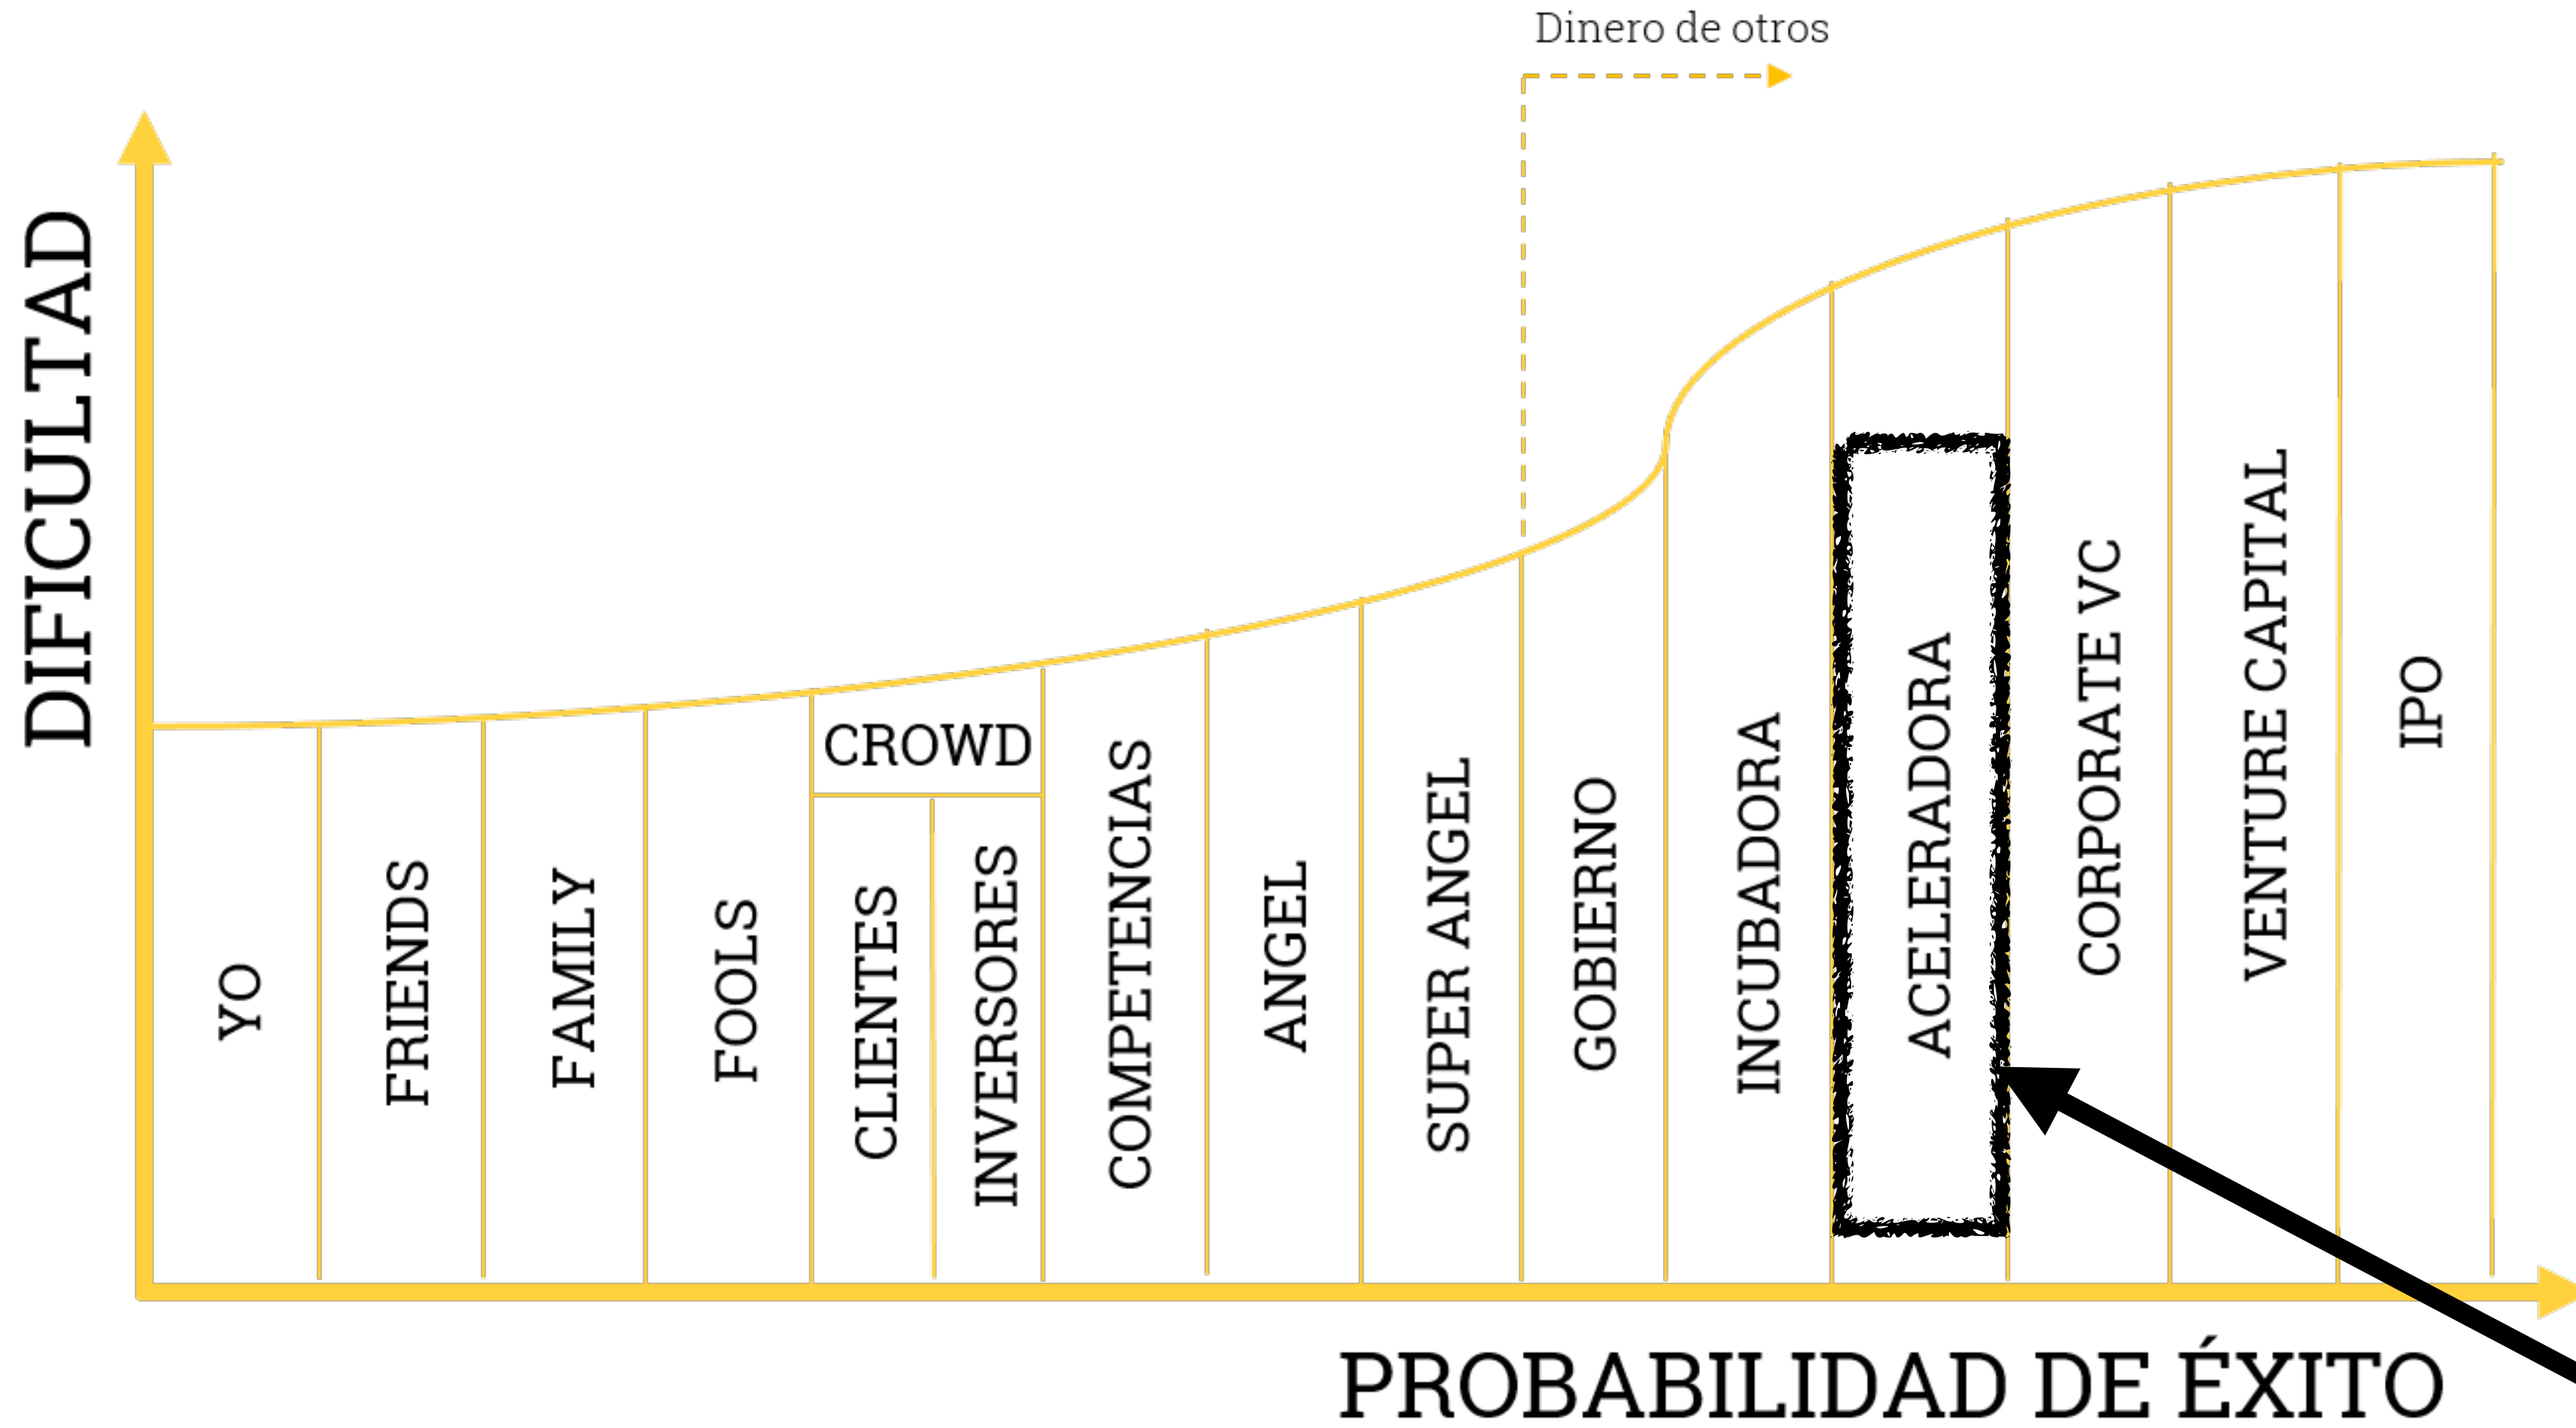 Dinero de otros
DIFICULTAD
YO
FRIENDS
FAMILY
FOOLS
CROWD
CLIENTES
INVERSORES
COMPETENCIAS
ANGEL
SUPER ANGEL
GOBIERNO
INCUBADORA
ACELERADORA
CORPORATE VC
VENTURE CAPITAL
IPO
PROBABILIDAD DE ÉXITO